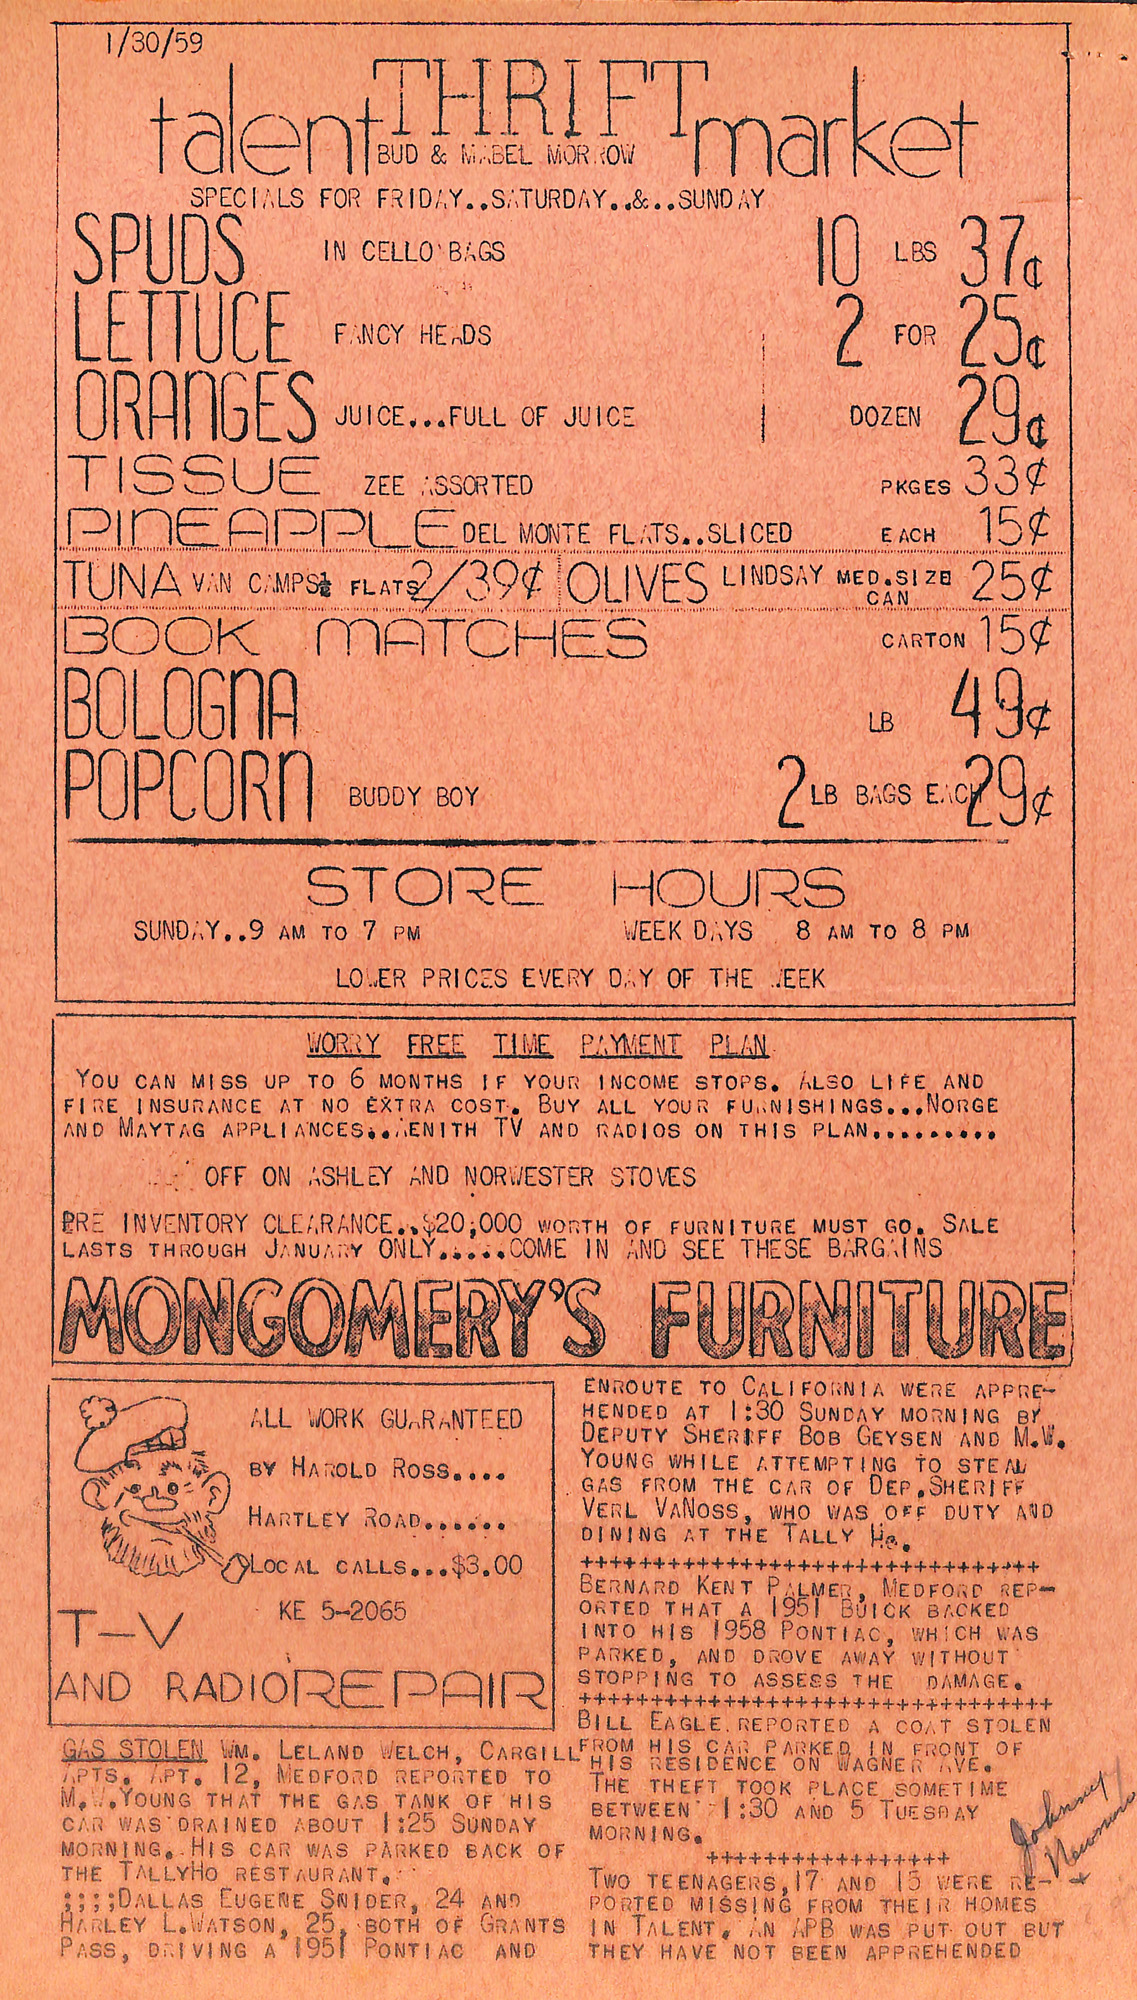 1/30/59
talent THRIFT market
BUD & MABEL MORROW
SPECIALS FOR FRIDAY..SATURDAY..&..SUNDAY
SPUDS IN CELLO BAGS 10 LBS 37¢
LETTUCE FANCY HEADS 2 FOR 25¢
ORANGES JUICE...FULL OF JUICE DOZEN 29¢
TISSUE ZEE ASSORTED PKGES 33¢
PINEAPPLE DEL MONTE FLATS..SLICED EACH 15¢
TUNA VAN CAMPS ½ FLATS 2/39¢ OLIVES LINDSAY MED.SIZE CAN 25¢
BOOK MATCHES CARTON 15¢
BOLOGNA LB 49¢
POPCORN BUDDY BOY 2 LB BAGS EACH 29¢
STORE HOURS
SUNDAY..9 AM TO 7 PM WEEK DAYS 8 AM TO 8 PM
LOWER PRICES EVERY DAY OF THE WEEK
WORRY FREE TIME PAYMENT PLAN
YOU CAN MISS UP TO 6 MONTHS IF YOUR INCOME STOPS. ALSO LIFE AND
FIRE INSURANCE AT NO EXTRA COST. BUY ALL YOUR FURNISHINGS...NORGE
AND MAYTAG APPLIANCES..ZENITH TV AND RADIOS ON THIS PLAN.........
OFF ON ASHLEY AND NORWESTER STOVES
PRE INVENTORY CLEARANCE..$20,000 WORTH OF FURNITURE MUST GO. SALE
LASTS THROUGH JANUARY ONLY.....COME IN AND SEE THESE BARGAINS
MONGOMERY'S FURNITURE
ALL WORK GUARANTEED
BY HAROLD ROSS....
HARTLEY ROAD......
LOCAL CALLS...$3.00
KE 5-2065
T-V
AND RADIO REPAIR
GAS STOLEN WM. LELAND WELCH, CARGILL
APTS. APT. 12, MEDFORD REPORTED TO
M.W.YOUNG THAT THE GAS TANK OF HIS
CAR WAS DRAINED ABOUT 1:25 SUNDAY
MORNING. HIS CAR WAS PARKED BACK OF
THE TALLYHO RESTAURANT.
;;;;DALLAS EUGENE SNIDER, 24 AND
HARLEY L.WATSON, 25, BOTH OF GRANTS
PASS, DRIVING A 1951 PONTIAC AND
ENROUTE TO CALIFORNIA WERE APPRE-
HENDED AT 1:30 SUNDAY MORNING BY
DEPUTY SHERIFF BOB GEYSEN AND M.W.
YOUNG WHILE ATTEMPTING TO STEAL
GAS FROM THE CAR OF DEP.SHERIFF
VERL VANOSS, WHO WAS OFF DUTY AND
DINING AT THE TALLY HO.
++++++++++++++++++++++++++++++++
BERNARD KENT PALMER, MEDFORD REP-
ORTED THAT A 1951 BUICK BACKED
INTO HIS 1958 PONTIAC, WHICH WAS
PARKED, AND DROVE AWAY WITHOUT
STOPPING TO ASSESS THE DAMAGE.
+++++++++++++++++++++++++++++++++
BILL EAGLE REPORTED A COAT STOLEN
FROM HIS CAR PARKED IN FRONT OF
HIS RESIDENCE ON WAGNER AVE.
THE THEFT TOOK PLACE SOMETIME
BETWEEN 1:30 AND 5 TUESDAY
MORNING.
+++++++++++++++++
TWO TEENAGERS,17 AND 15 WERE RE-
PORTED MISSING FROM THEIR HOMES
IN TALENT. AN APB WAS PUT OUT BUT
THEY HAVE NOT BEEN APPREHENDED
Johnny